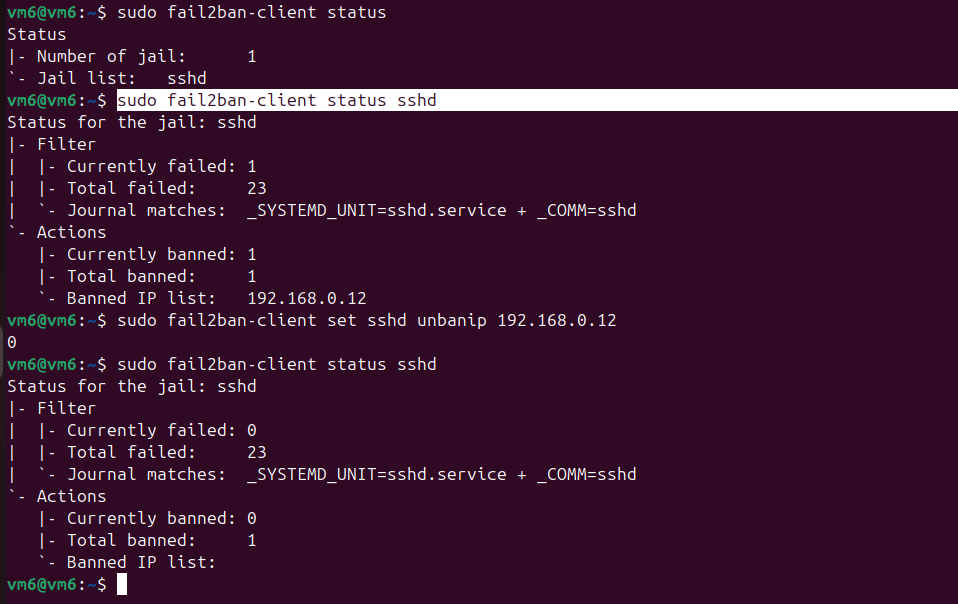 vm6@vm6:~$ sudo fail2ban-client status
Status
|- Number of jail:      1
`- Jail list:   sshd
vm6@vm6:~$ sudo fail2ban-client status sshd
Status for the jail: sshd
|- Filter
|  |- Currently failed: 1
|  |- Total failed:     23
|  `- Journal matches:  _SYSTEMD_UNIT=sshd.service + _COMM=sshd
`- Actions
   |- Currently banned: 1
   |- Total banned:     1
   `- Banned IP list:   192.168.0.12
vm6@vm6:~$ sudo fail2ban-client set sshd unbanip 192.168.0.12
0
vm6@vm6:~$ sudo fail2ban-client status sshd
Status for the jail: sshd
|- Filter
|  |- Currently failed: 0
|  |- Total failed:     23
|  `- Journal matches:  _SYSTEMD_UNIT=sshd.service + _COMM=sshd
`- Actions
   |- Currently banned: 0
   |- Total banned:     1
   `- Banned IP list:
vm6@vm6:~$